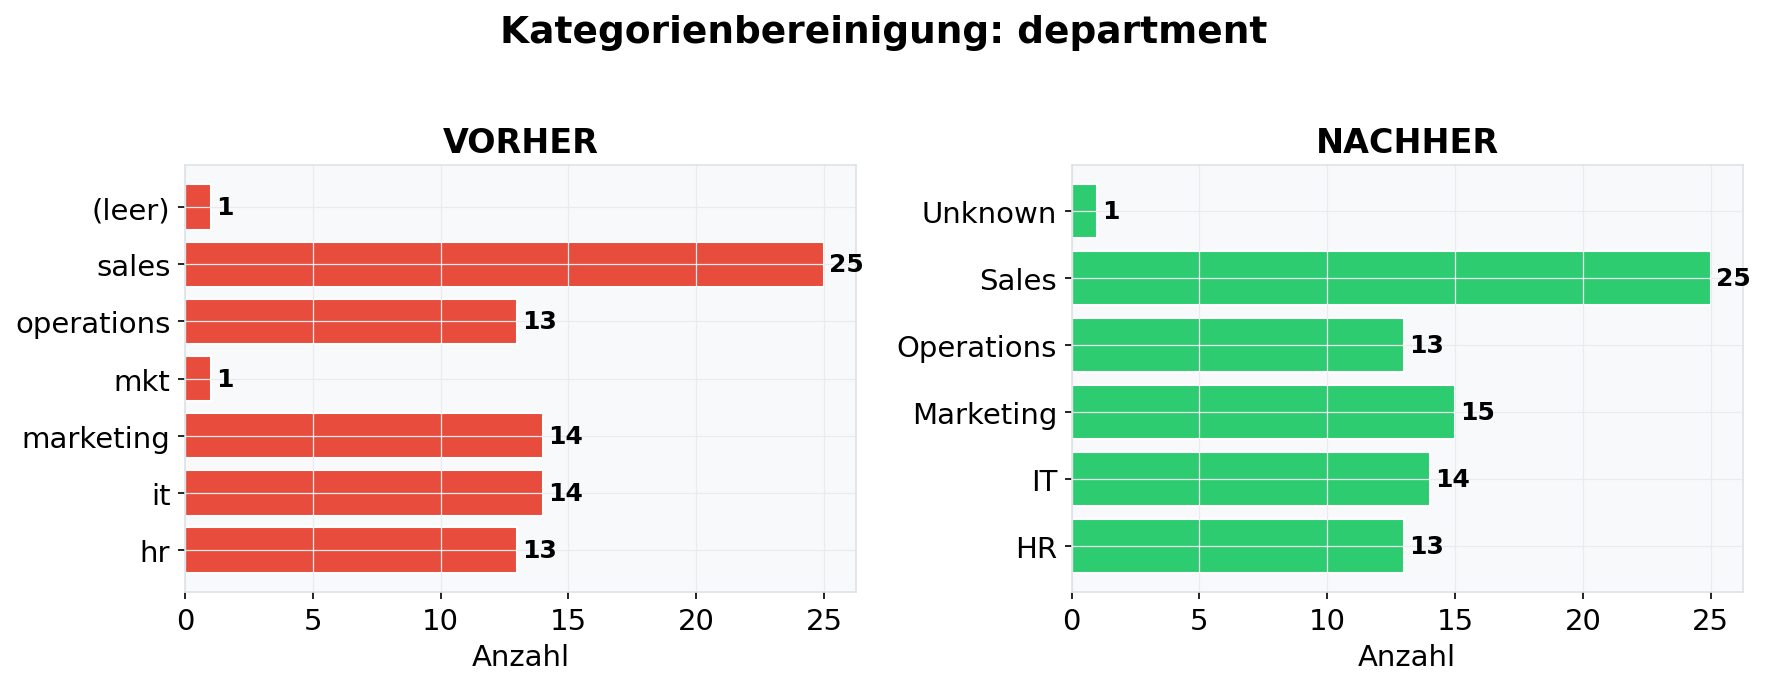 Kategorienbereinigung: department
VORHER
(leer) 1
sales 25
operations 13
mkt 1
marketing 14
it 14
hr 13
0 5 10 15 20 25
Anzahl
NACHHER
Unknown 1
Sales 25
Operations 13
Marketing 15
IT 14
HR 13
0 5 10 15 20 25
Anzahl